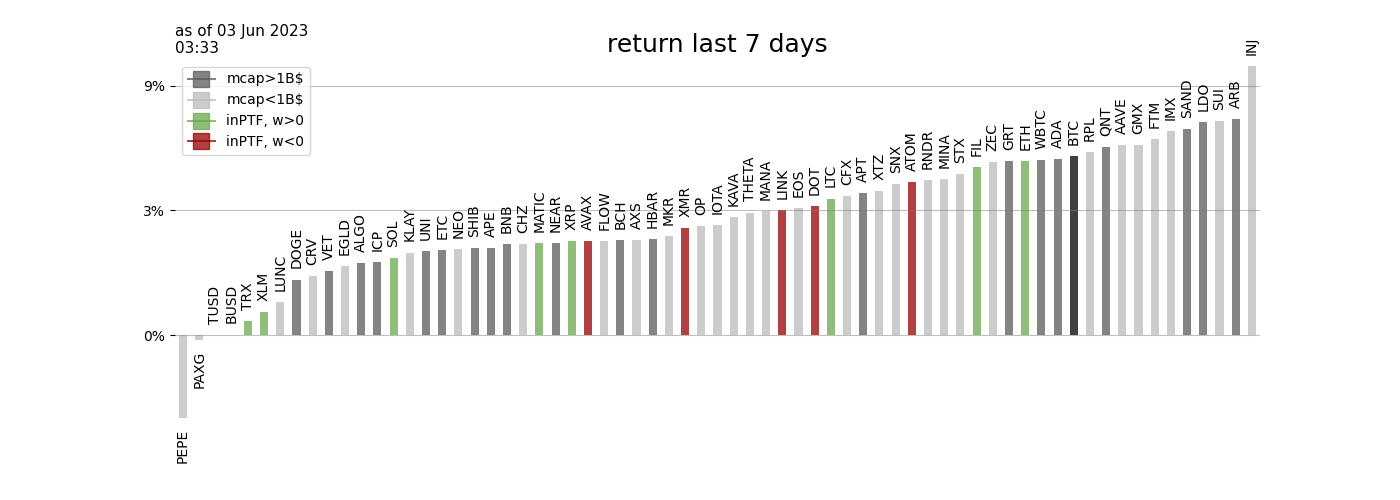 as of 03 Jun 2023
03:33
return last 7 days
mcap>1B$
mcap<1B$
inPTF, w>0
inPTF, w<0
9%
3%
0%
PEPE
PAXG
TUSD
BUSD
TRX
XLM
LUNC
DOGE
CRV
VET
EGLD
ALGO
ICP
SOL
KLAY
UNI
ETC
NEO
SHIB
APE
BNB
CHZ
MATIC
NEAR
XRP
AVAX
FLOW
BCH
AXS
HBAR
MKR
XMR
OP
IOTA
KAVA
THETA
MANA
LINK
EOS
DOT
LTC
CFX
APT
XTZ
SNX
ATOM
RNDR
MINA
STX
FIL
ZEC
GRT
ETH
WBTC
ADA
BTC
RPL
QNT
AAVE
GMX
FTM
IMX
SAND
LDO
SUI
ARB
INJ